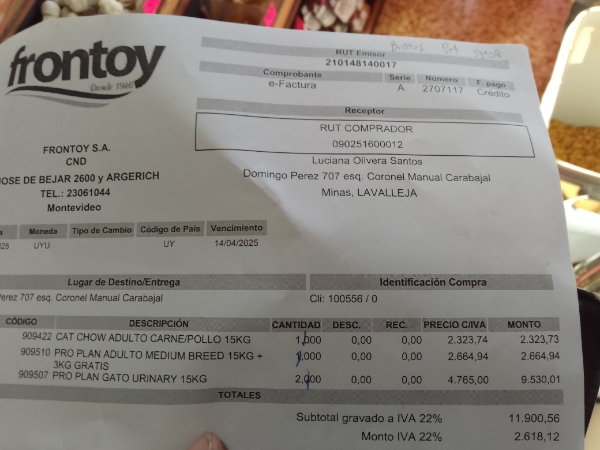 frontoy
Desde 1986
RUT Emisor
210148140017
Comprobante Serie Número F. pago
e-Factura A 2707117 Crédito
Receptor
RUT COMPRADOR
090251600012
Luciana Olivera Santos
Domingo Perez 707 esq. Coronel Manual Carabajal
Minas, LAVALLEJA
FRONTOY S.A.
CND
JOSE DE BEJAR 2600 y ARGERICH
TEL.: 23061044
Montevideo
Moneda Tipo de Cambio Código de País Vencimiento
UYU UY 14/04/2025
Lugar de Destino/Entrega Identificación Compra
Perez 707 esq. Coronel Manual Carabajal Cli: 100556 / 0
CÓDIGO DESCRIPCIÓN CANTIDAD DESC. REC. PRECIO C/IVA MONTO
909422 CAT CHOW ADULTO CARNE/POLLO 15KG 1,000 0,00 0,00 2.323,74 2.323,73
909510 PRO PLAN ADULTO MEDIUM BREED 15KG + 1,000 0,00 0,00 2.664,94 2.664,94
3KG GRATIS
909507 PRO PLAN GATO URINARY 15KG 2,000 0,00 0,00 4.765,00 9.530,01
TOTALES
Subtotal gravado a IVA 22% 11.900,56
Monto IVA 22% 2.618,12